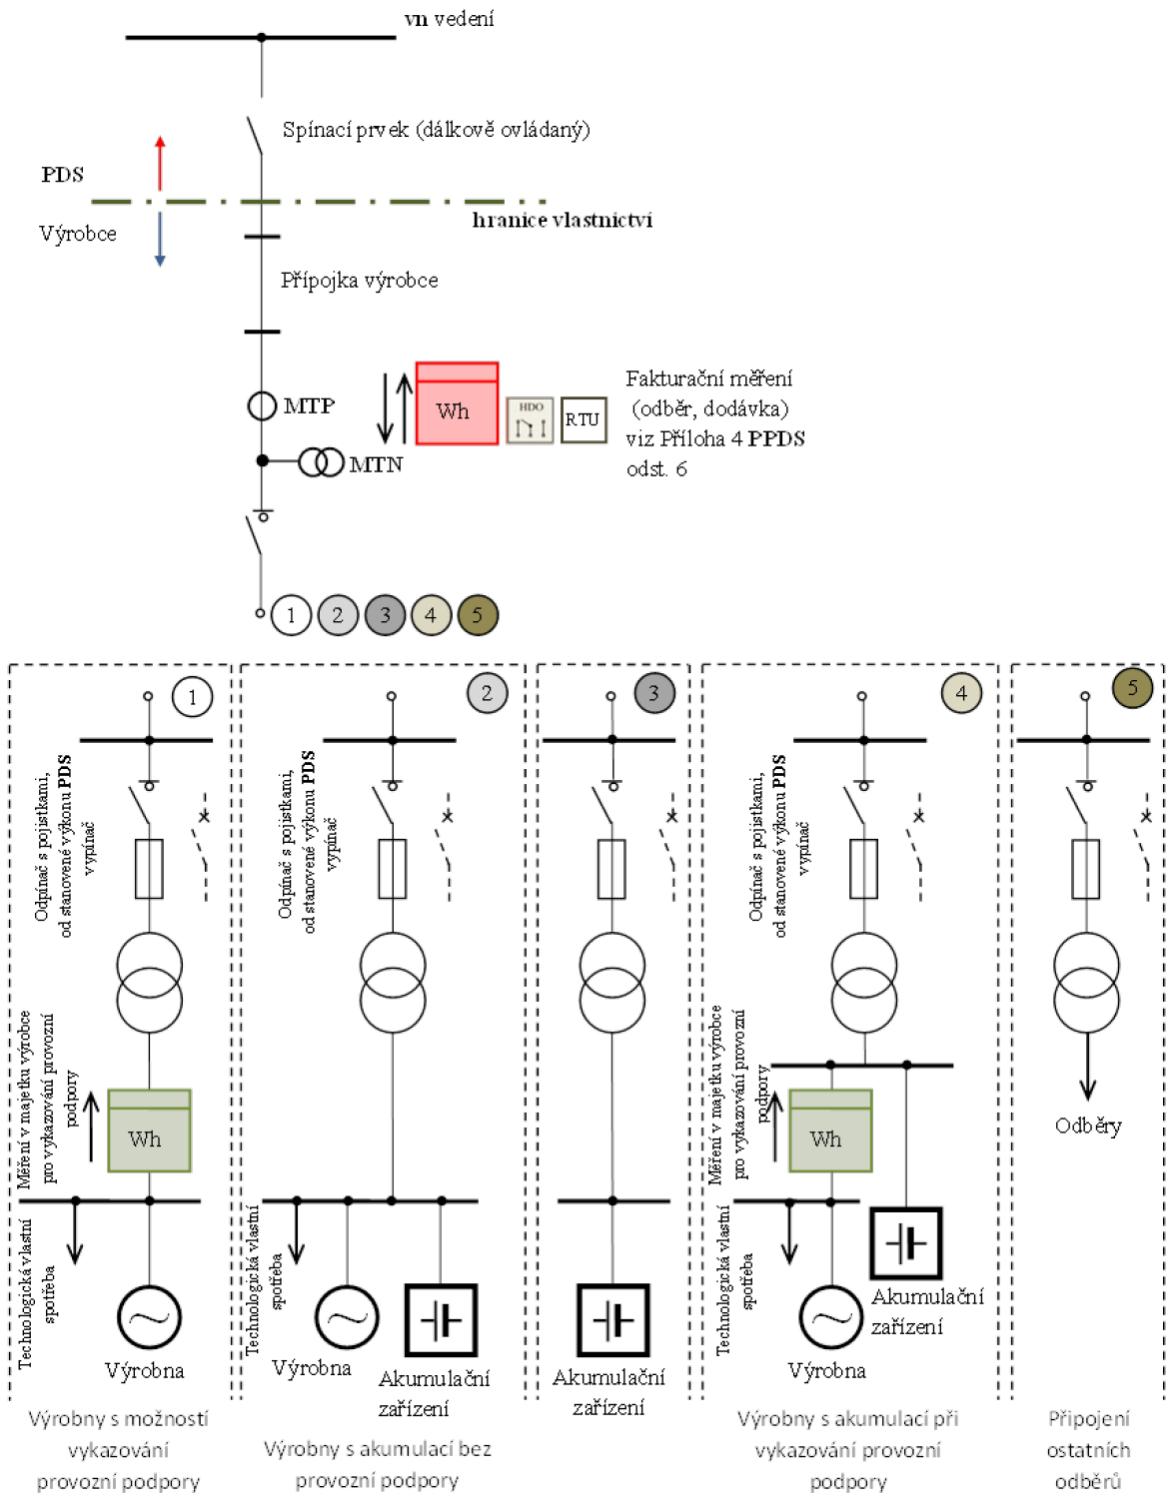 vn vedení
Spínací prvek (dálkově ovládaný)
PDS
Výrobce
hranice vlastnictví
Přípojka výrobce
MTP
Wh
HDO
RTU
Fakturační měření
(odběr, dodávka)
viz Příloha 4 PPDS
odst. 6
MTN
1 2 3 4 5
1
Odpínač s pojistkami,
od stanovené výkonu PDS
vypínač
Měření v majetku výrobce
pro vykazování provozní
podpory
Wh
Technologická vlastní
spotřeba
Výrobna
Výrobny s možností
vykazování
provozní podpory
2
Odpínač s pojistkami,
od stanovené výkonu PDS
vypínač
Technologická vlastní
spotřeba
Výrobna
Akumulační
zařízení
Výrobny s akumulací bez
provozní podpory
3
Akumulační
zařízení
4
Odpínač s pojistkami,
od stanovené výkonu PDS
vypínač
Měření v majetku výrobce
pro vykazování provozní
podpory
Wh
Technologická vlastní
spotřeba
Výrobna
Akumulační
zařízení
Výrobny s akumulací při
vykazování provozní
podpory
5
Odběry
Připojení
ostatních
odběrů